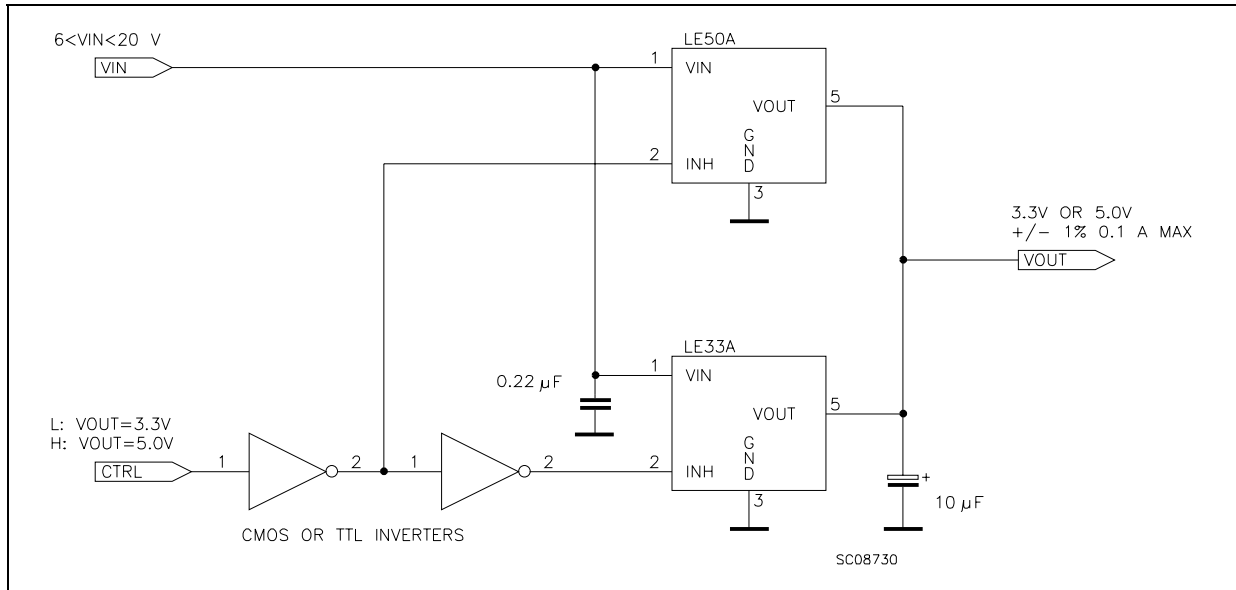 6<VIN<20 V
VIN
LE50A
1
VIN
VOUT
5
2
INH
GND
3
3.3V OR 5.0V
+/- 1% 0.1 A MAX
VOUT
LE33A
0.22 µF
1
VIN
VOUT
5
L: VOUT=3.3V
H: VOUT=5.0V
CTRL
1
2
1
2
2
INH
GND
3
+
10 µF
CMOS OR TTL INVERTERS
SC08730